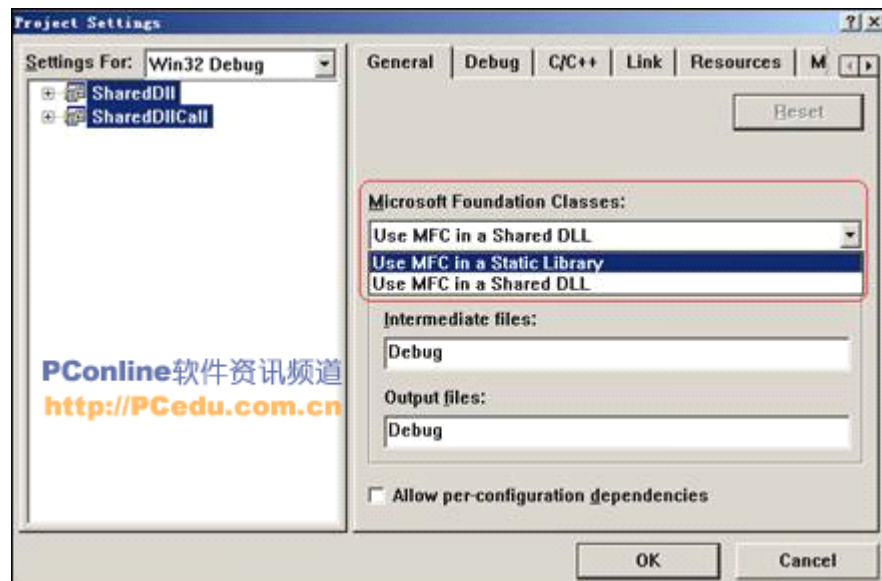 Project Settings
Settings For: Win32 Debug
SharedDll
SharedDllCall
PConline软件资讯频道
http://PCedu.com.cn
General Debug C/C++ Link Resources M
Reset
Microsoft Foundation Classes:
Use MFC in a Shared DLL
Use MFC in a Static Library
Use MFC in a Shared DLL
Intermediate files:
Debug
Output files:
Debug
Allow per-configuration dependencies
OK Cancel